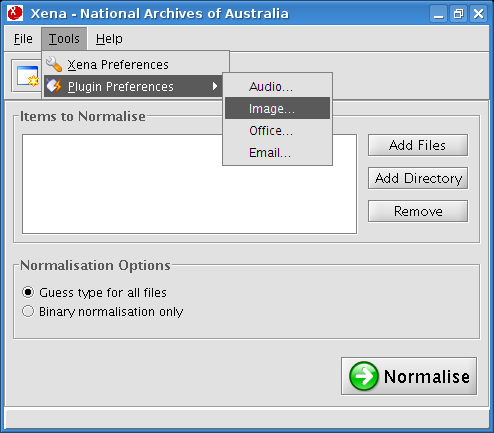 Xena - National Archives of Australia
File Tools Help
Xena Preferences
Plugin Preferences
Audio...
Image...
Office...
Email...
Items to Normalise
Add Files
Add Directory
Remove
Normalisation Options
Guess type for all files
Binary normalisation only
Normalise